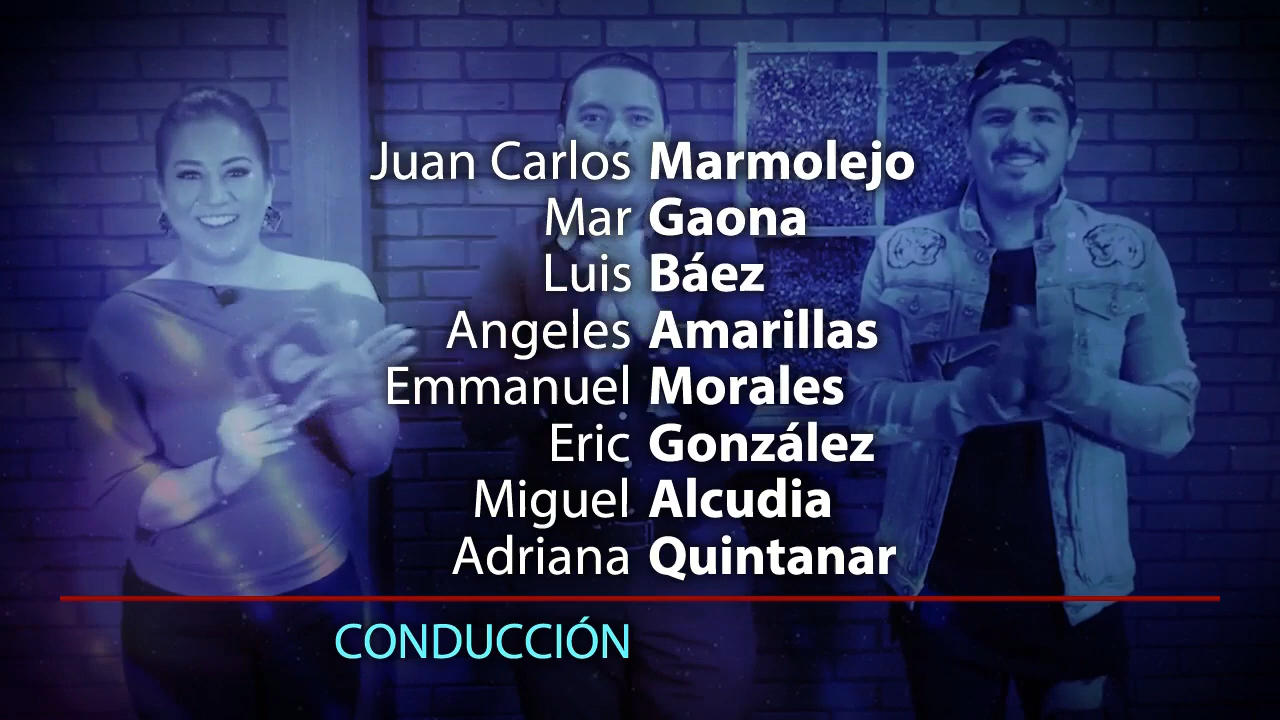 Juan Carlos Marmolejo
Mar Gaona
Luis Báez
Angeles Amarillas
Emmanuel Morales
Eric González
Miguel Alcudia
Adriana Quintanar
CONDUCCIÓN